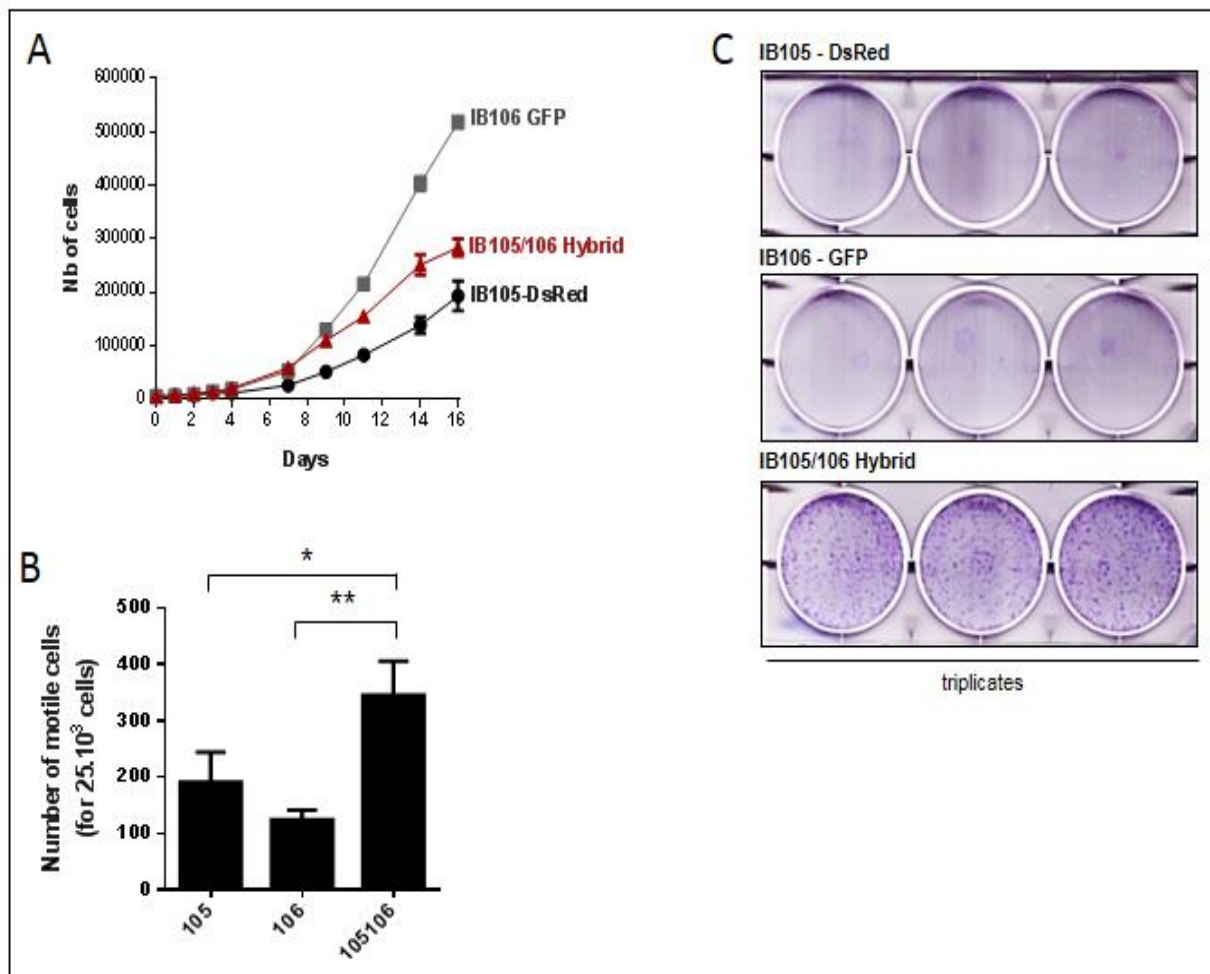 A
600000
500000
400000
300000
200000
100000
0
Nb of cells
0 2 4 6 8 10 12 14 16
Days
IB106 GFP
IB105/106 Hybrid
IB105-DsRed
B
*
**
500
400
300
200
100
0
Number of motile cells
(for 25.10³ cells)
105
106
105106
C
IB105 - DsRed
IB106 - GFP
IB105/106 Hybrid
triplicates